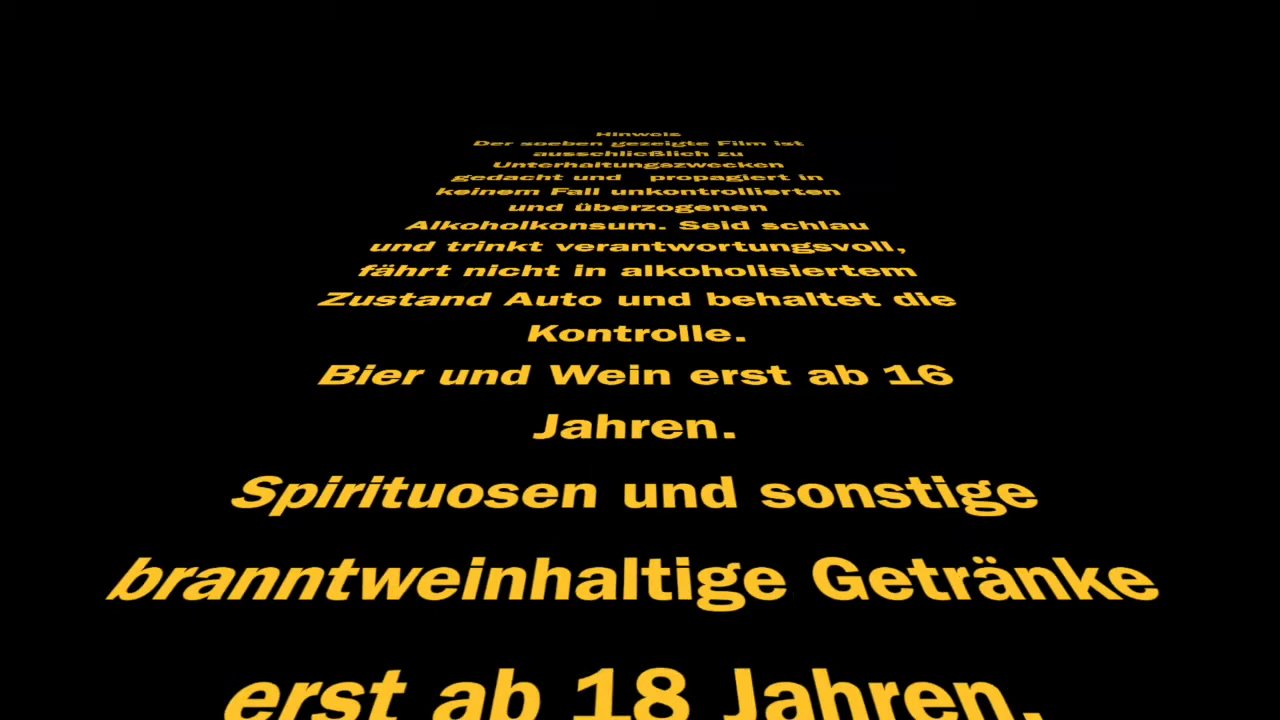 Hinweis
Der soeben gezeigte Film ist
ausschließlich zu
Unterhaltungszwecken
gedacht und propagiert in
keinem Fall unkontrollierten
und überzogenen
Alkoholkonsum. Seid schlau
und trinkt verantwortungsvoll,
fährt nicht in alkoholisiertem
Zustand Auto und behaltet die
Kontrolle.
Bier und Wein erst ab 16
Jahren.
Spirituosen und sonstige
branntweinhaltige Getränke
erst ab 18 Jahren.